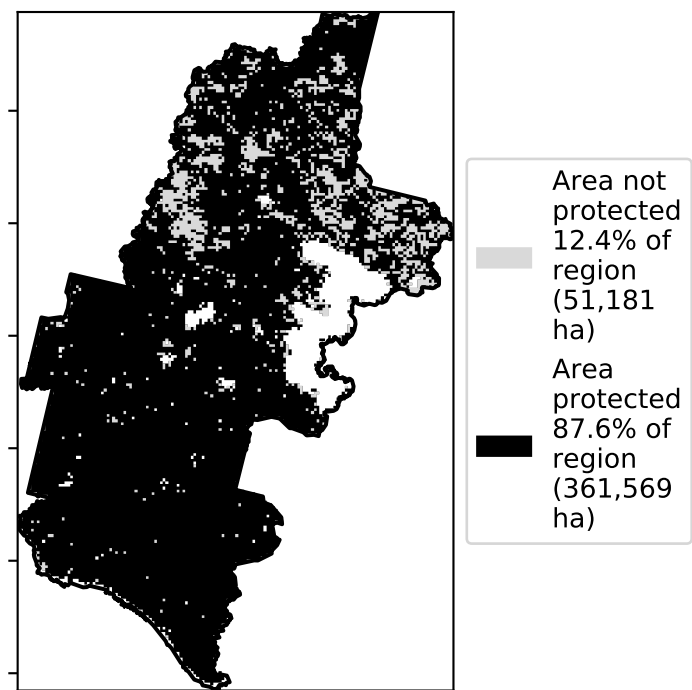 Area not
protected
12.4% of
region
(51,181
ha)
Area
protected
87.6% of
region
(361,569
ha)